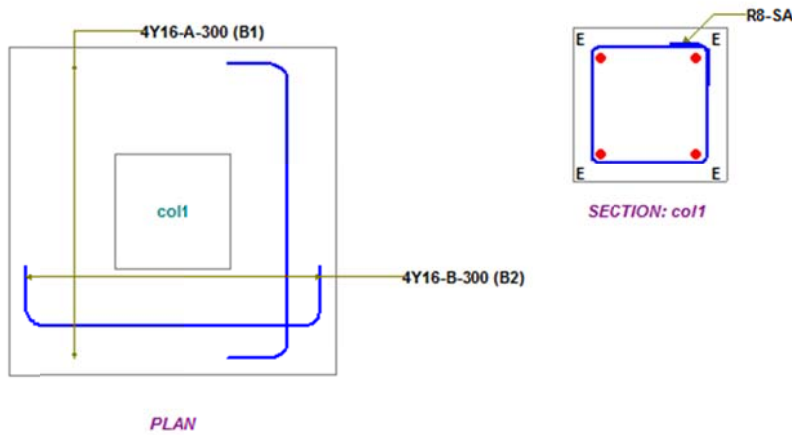 4Y16-A-300 (B1)
col1
4Y16-B-300 (B2)
PLAN
R8-SA
E E
E E
SECTION: col1